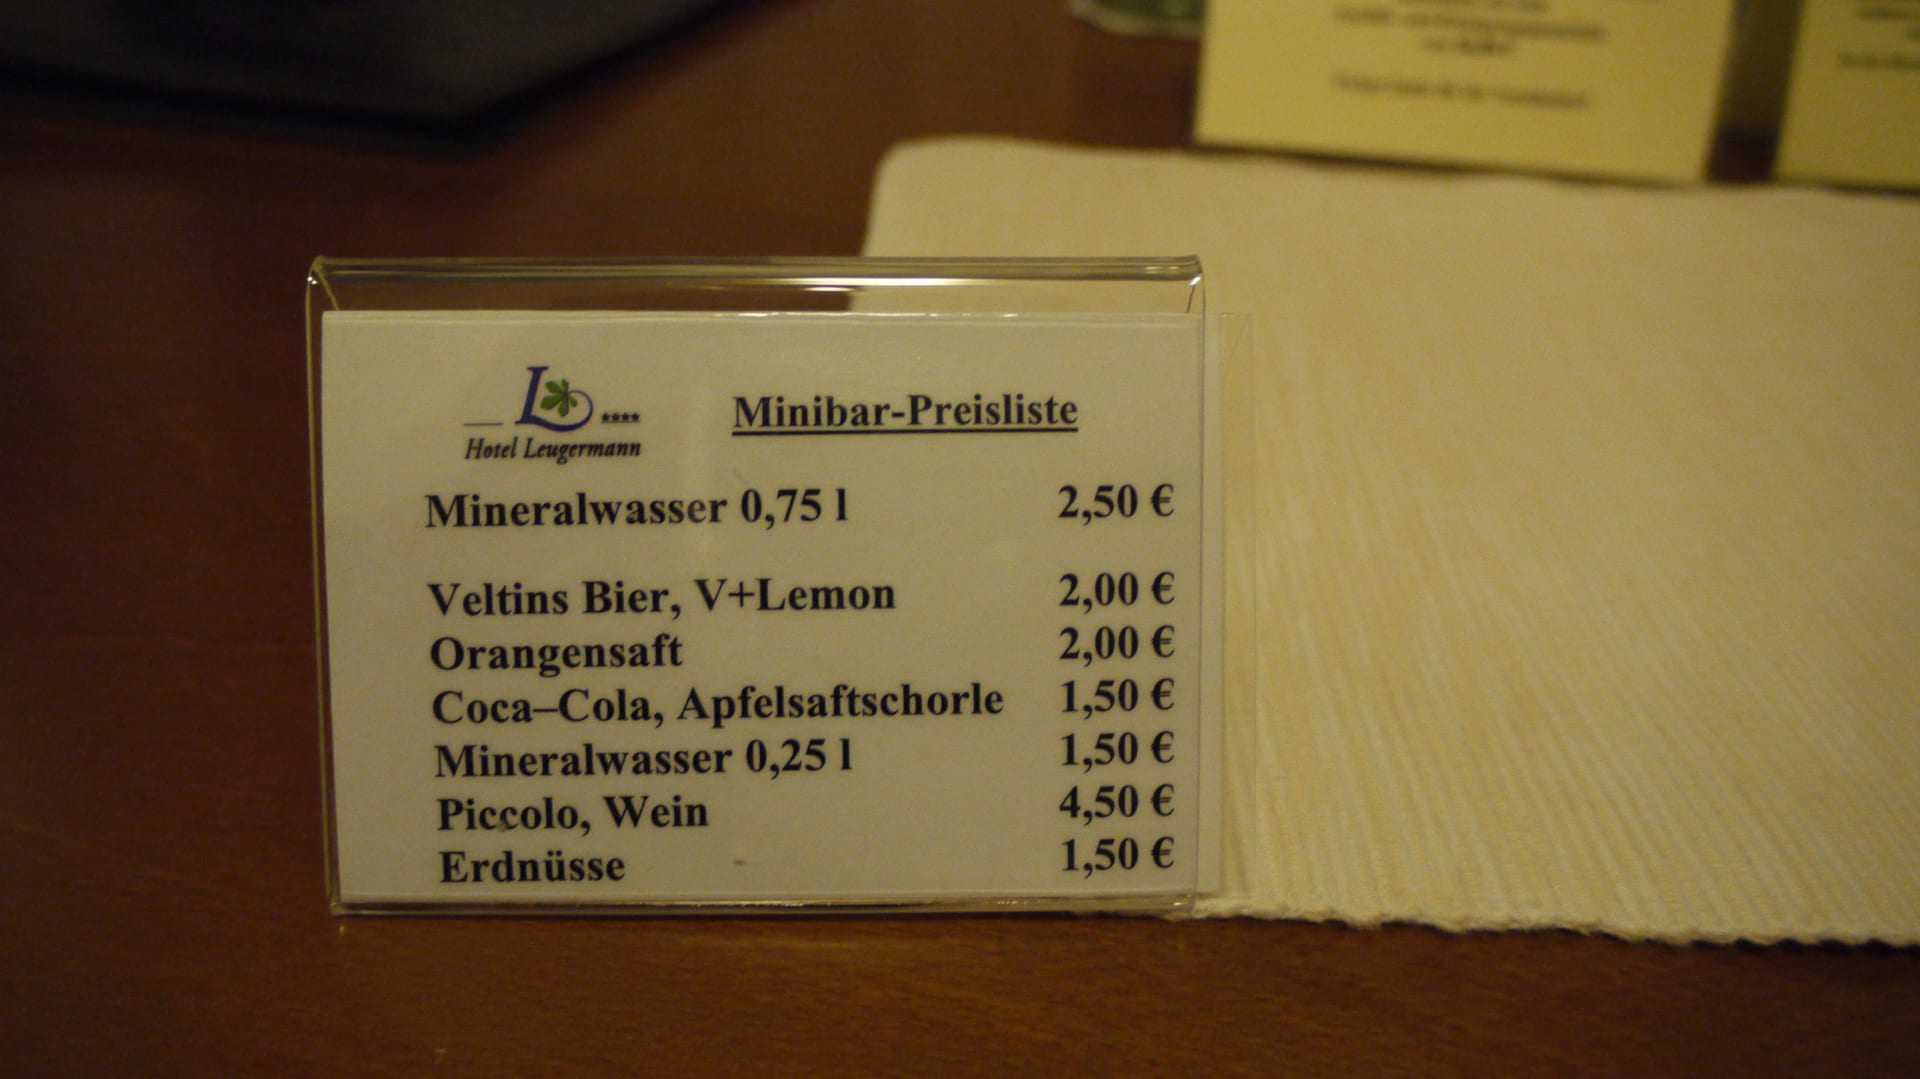 Hotel Leugermann
Minibar-Preisliste
Mineralwasser 0,75 l 2,50 €
Veltins Bier, V+Lemon 2,00 €
Orangensaft 2,00 €
Coca–Cola, Apfelsaftschorle 1,50 €
Mineralwasser 0,25 l 1,50 €
Piccolo, Wein 4,50 €
Erdnüsse 1,50 €